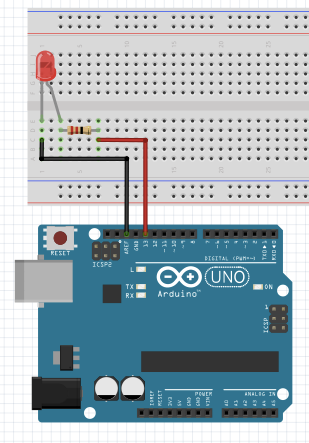 RESET
ICSP2
AREF
GND
13
12
~11
~10
~9
8
7
~6
~5
4
~3
2
TX▶1
RX◀0
DIGITAL (PWM=~)
L
TX
RX
UNO
Arduino™
ON
ICSP
1
POWER
ANALOG IN
IOREF
RESET
3V3
5V
GND
GND
VIN
A0
A1
A2
A3
A4
A5